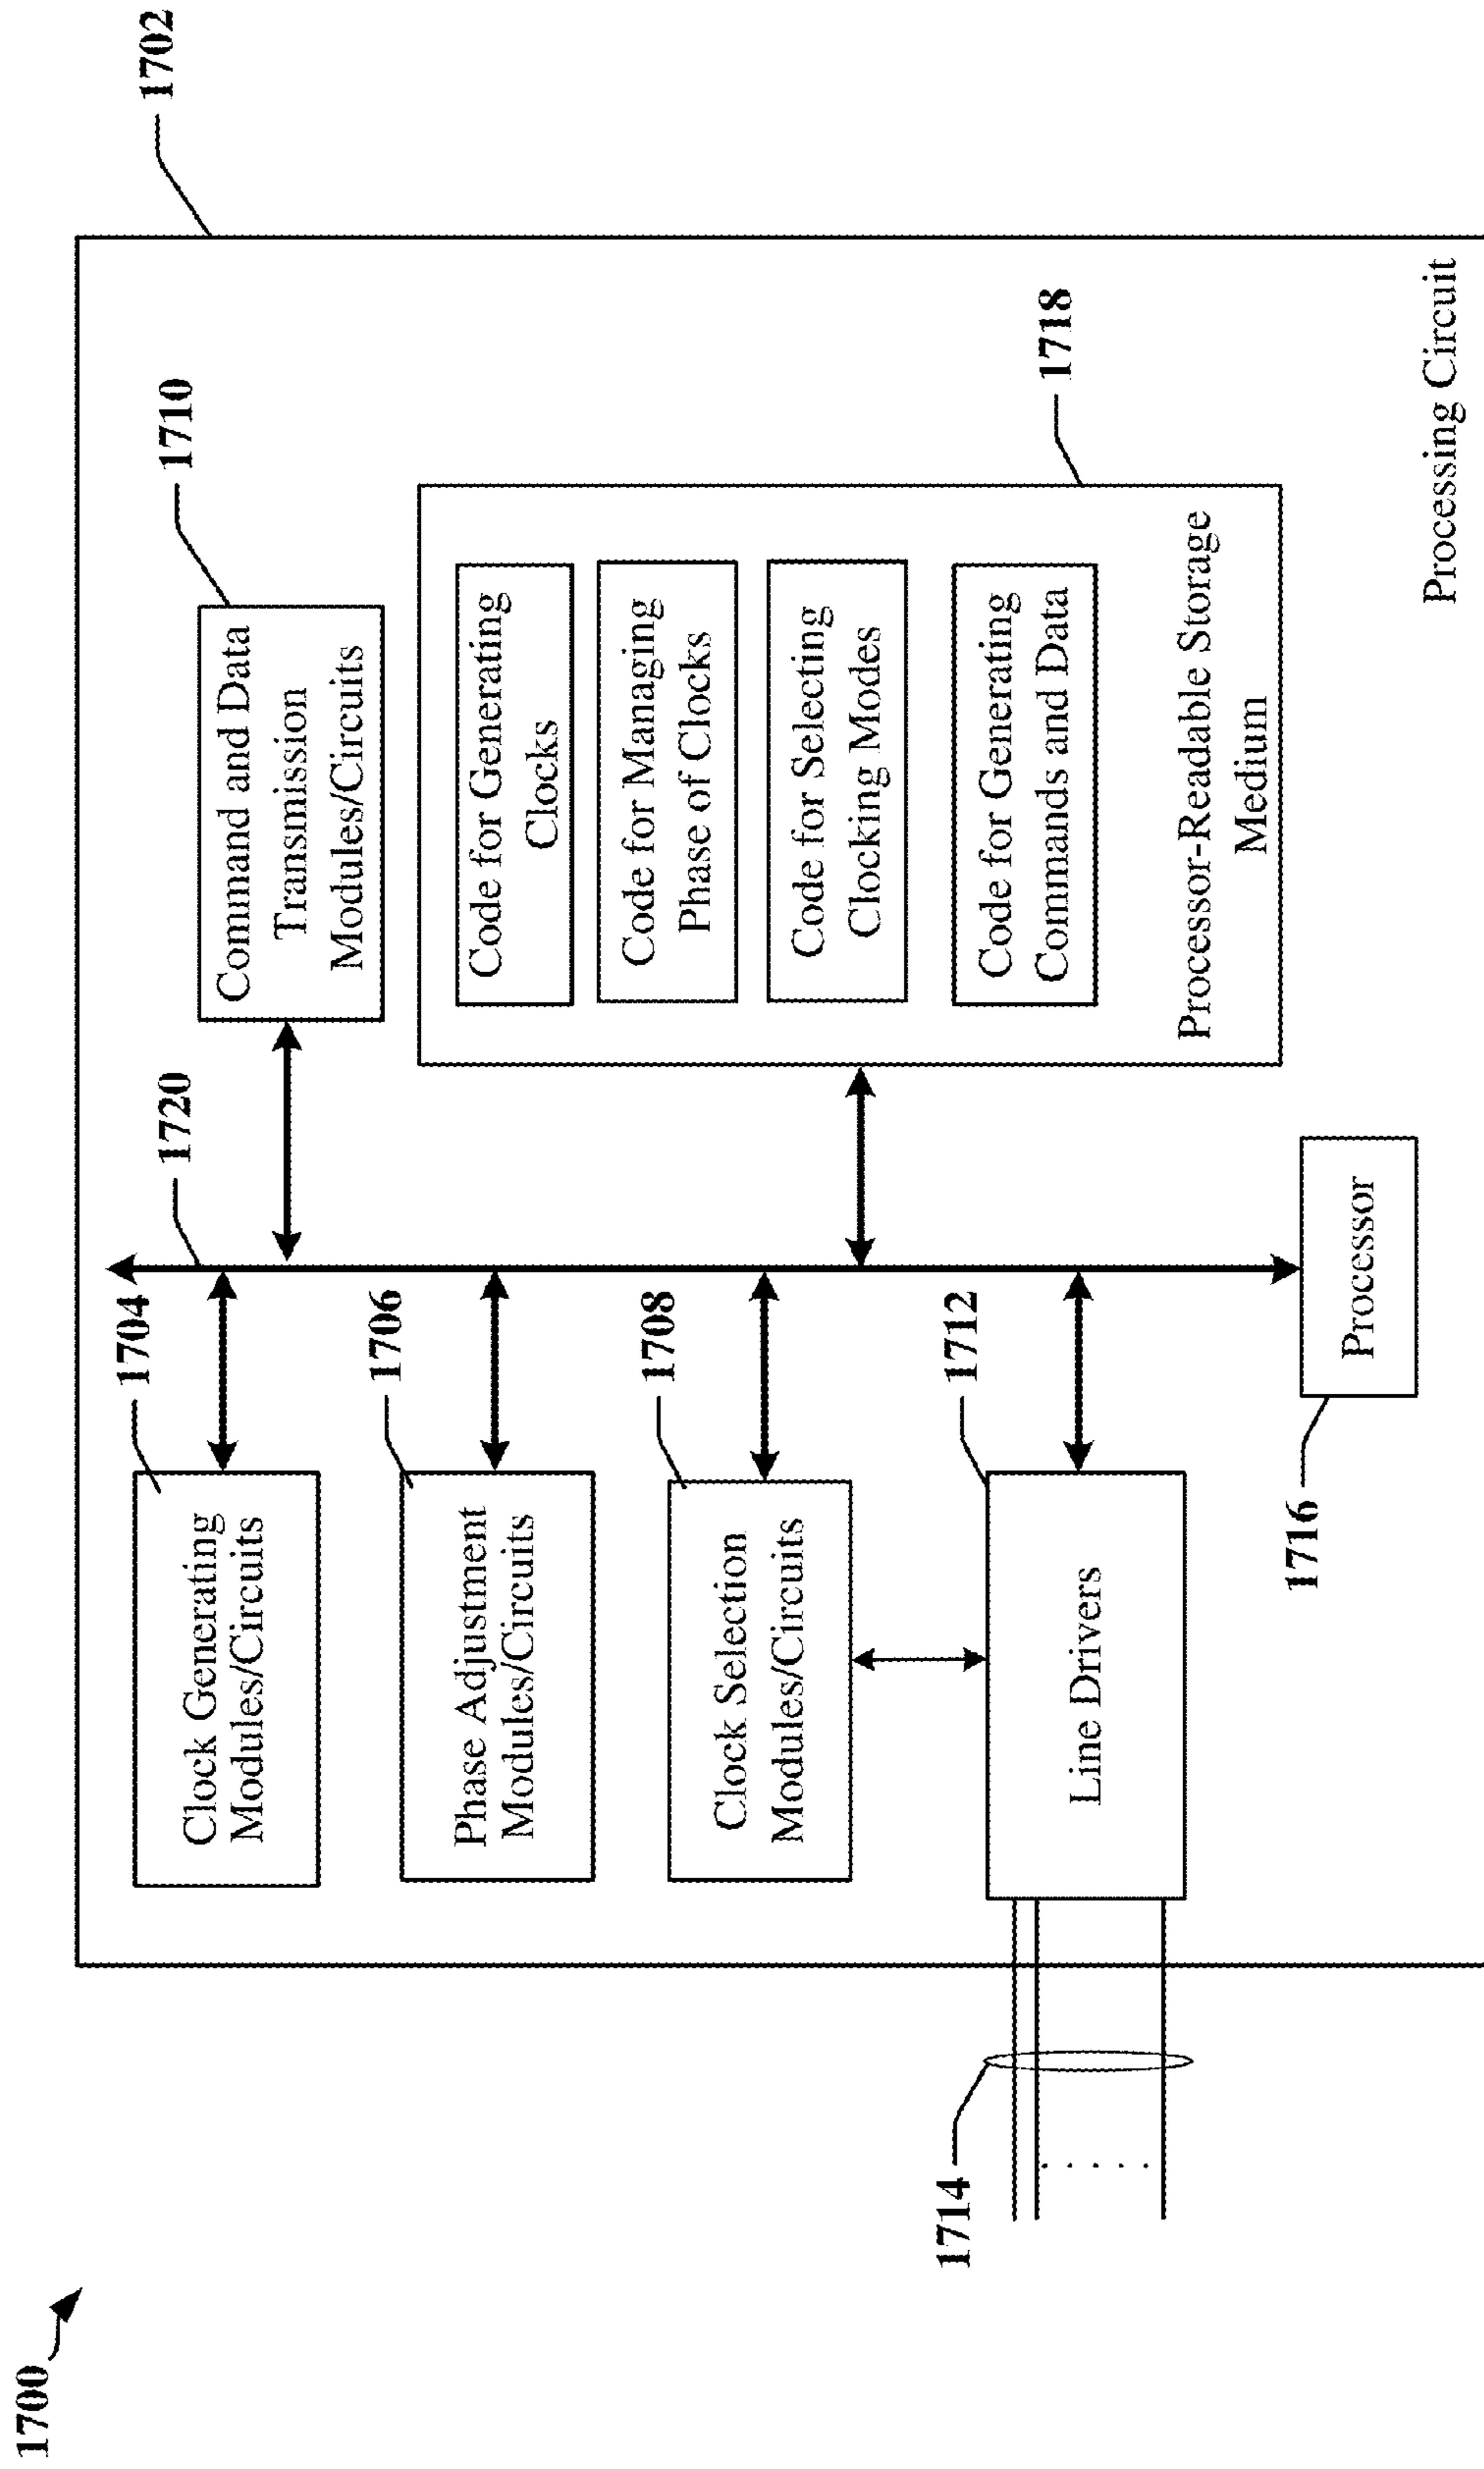 1700
1702
1704
Clock Generating
Modules/Circuits
1720
1710
Command and Data
Transmission
Modules/Circuits
1706
Phase Adjustment
Modules/Circuits
1708
Clock Selection
Modules/Circuits
1718
Code for Generating
Clocks
Code for Managing
Phase of Clocks
Code for Selecting
Clocking Modes
Code for Generating
Commands and Data
Processor-Readable Storage
Medium
1714
1712
Line Drivers
1716
Processor
Processing Circuit